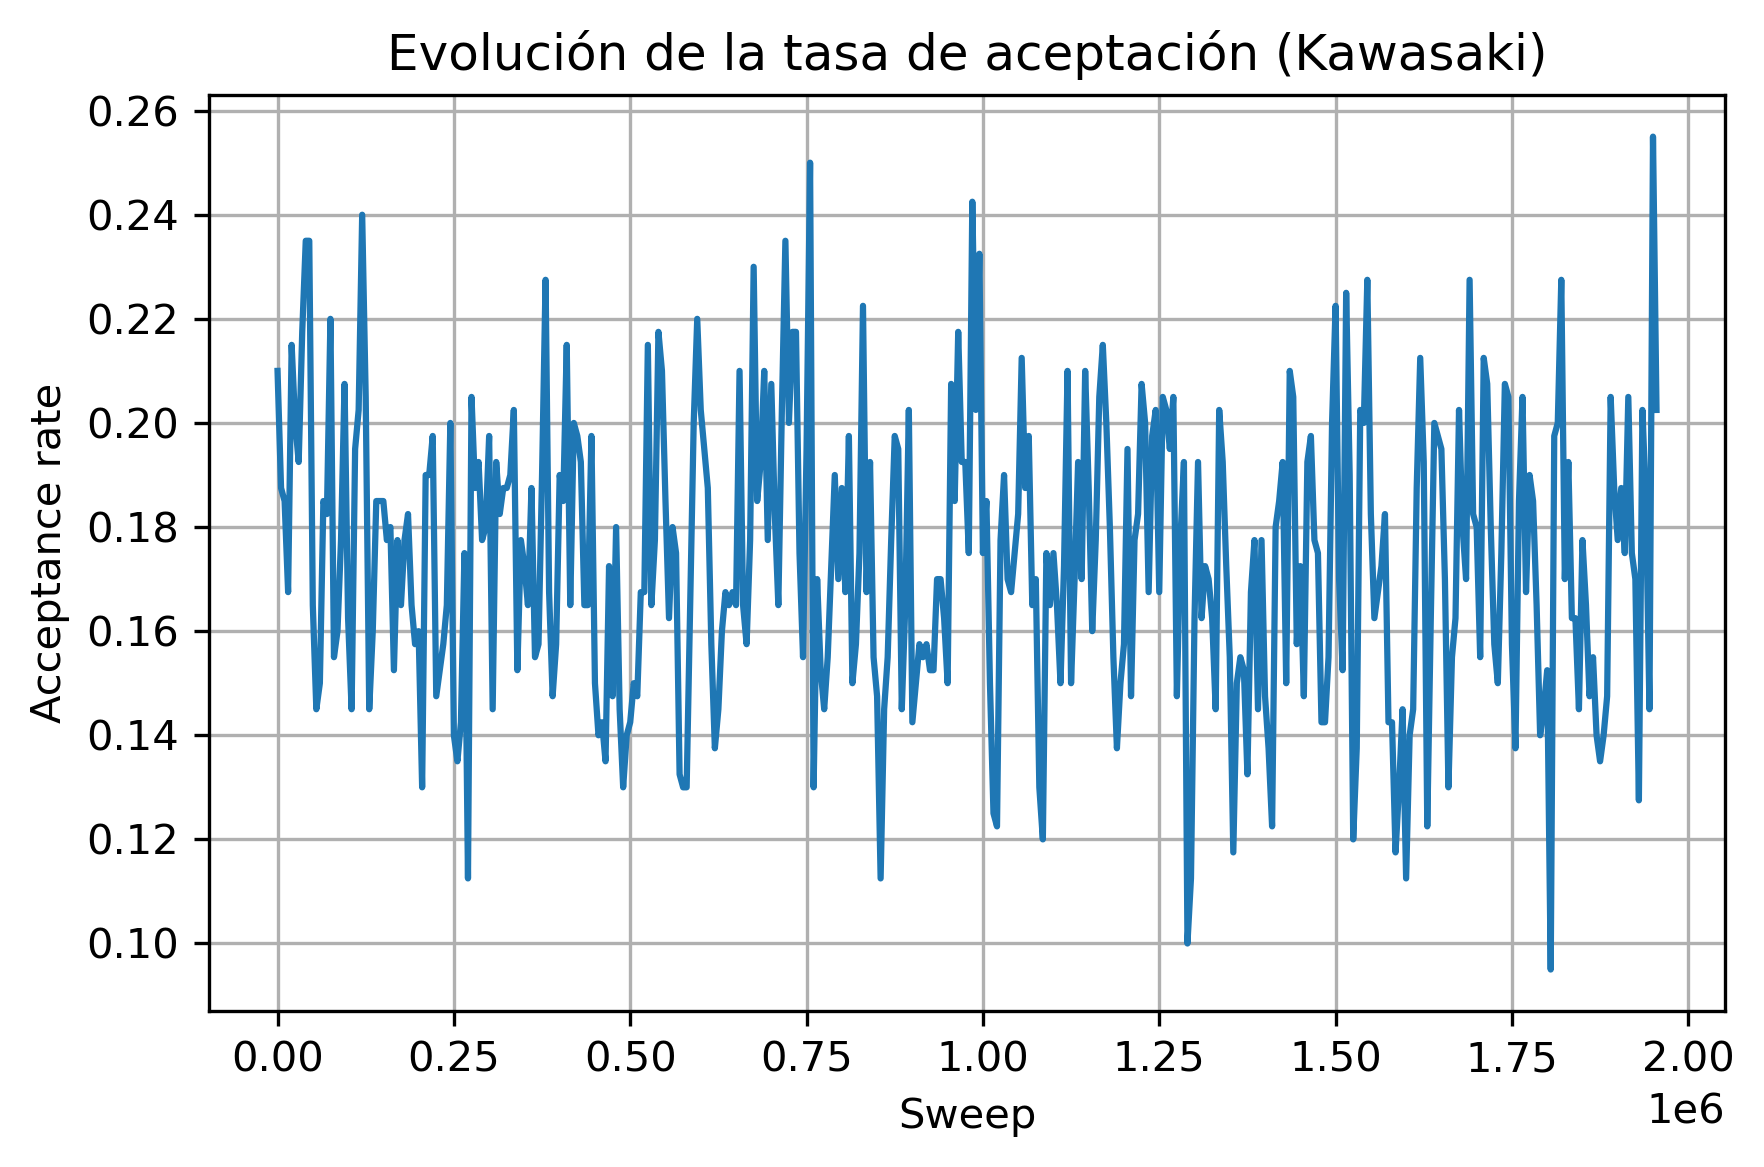 Evolución de la tasa de aceptación (Kawasaki)
0.26
0.24
0.22
0.20
0.18
0.16
0.14
0.12
0.10
Acceptance rate
0.00 0.25 0.50 0.75 1.00 1.25 1.50 1.75 2.00
1e6
Sweep